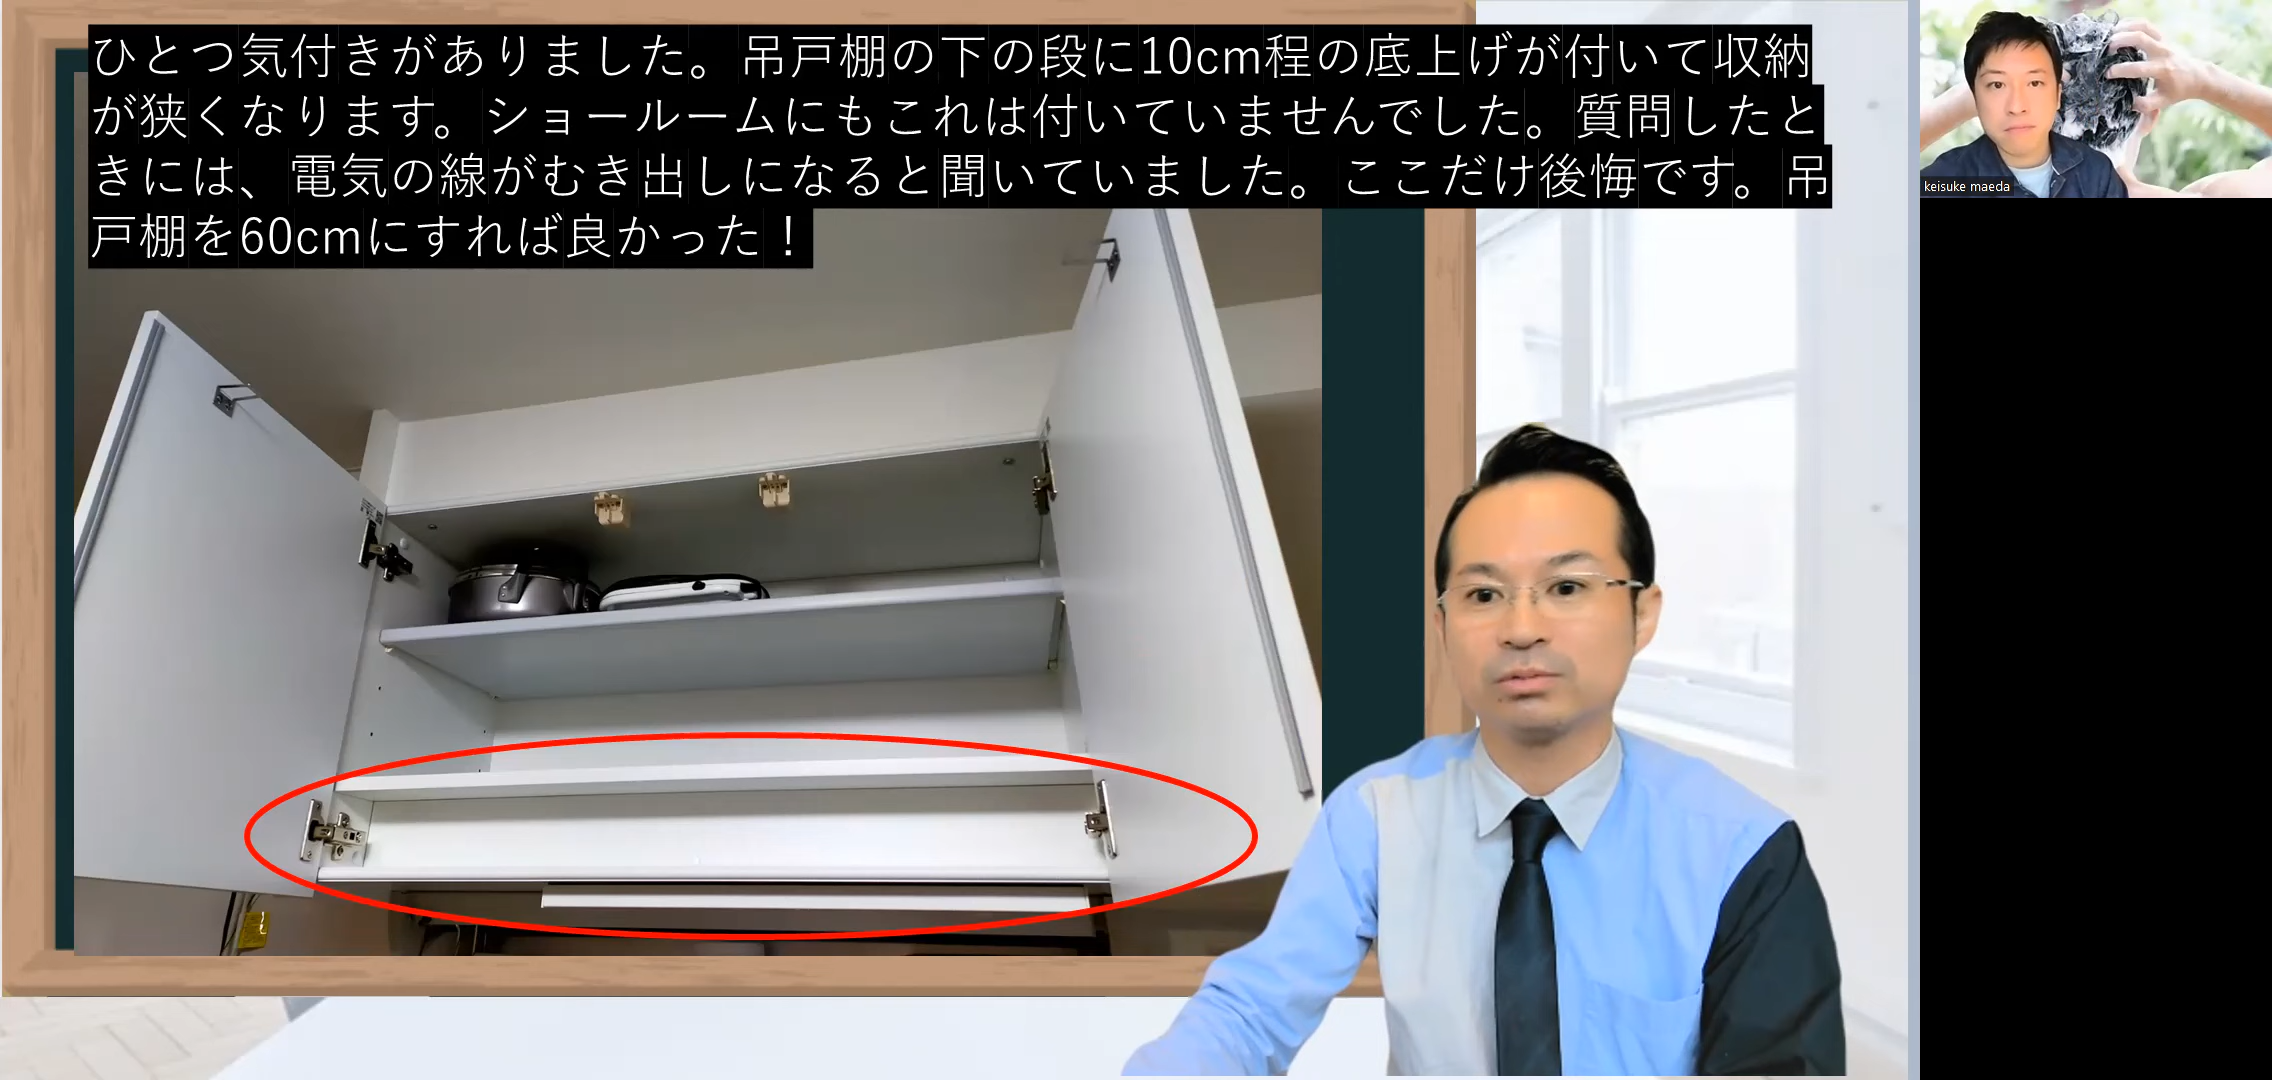 ひとつ気付きがありました。吊戸棚の下の段に10cm程の底上げが付いて収納
が狭くなります。ショールームにもこれは付いていませんでした。質問したと
きには、電気の線がむき出しになると聞いていました。ここだけ後悔です。吊
戸棚を60cmにすれば良かった！
keisuke maeda